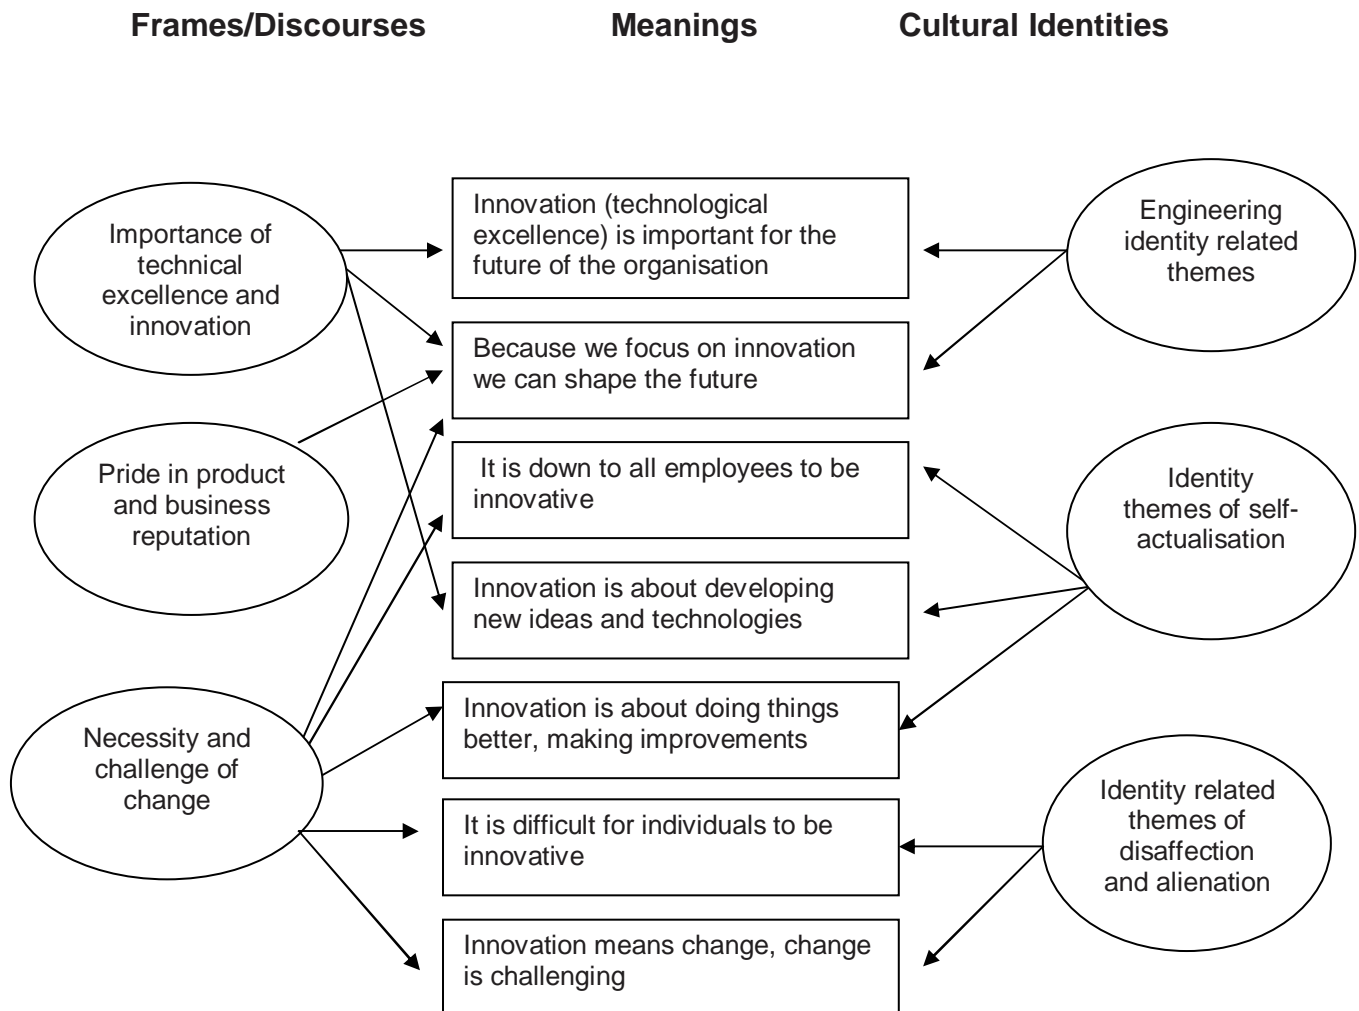 Frames/Discourses
Meanings
Cultural Identities
Importance of
technical
excellence and
innovation
Pride in product
and business
reputation
Necessity and
challenge of
change
Innovation (technological
excellence) is important for the
future of the organisation
Because we focus on innovation
we can shape the future
It is down to all employees to be
innovative
Innovation is about developing
new ideas and technologies
Innovation is about doing things
better, making improvements
It is difficult for individuals to be
innovative
Innovation means change, change
is challenging
Engineering
identity related
themes
Identity
themes of self-
actualisation
Identity related
themes of
disaffection
and alienation